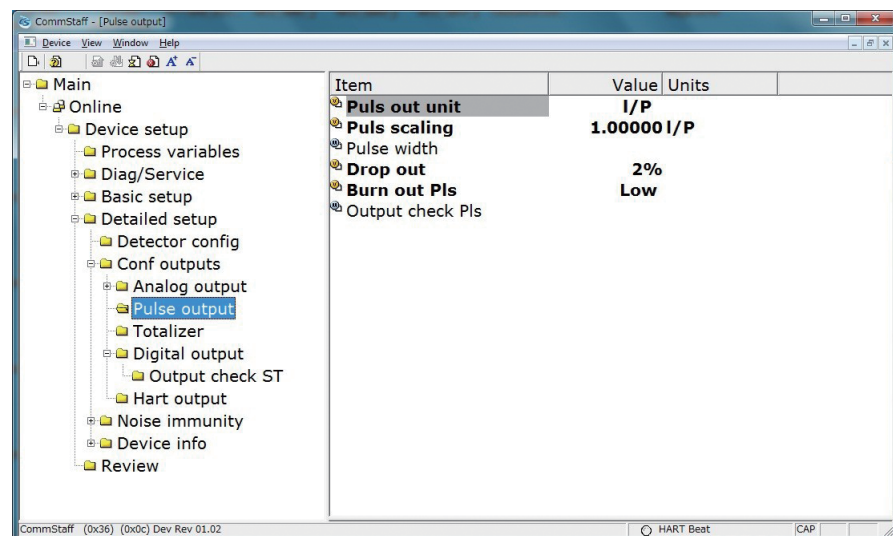 CommStaff - [Pulse output]
Device View Window Help
Main
Online
Device setup
Process variables
Diag/Service
Basic setup
Detailed setup
Detector config
Conf outputs
Analog output
Pulse output
Totalizer
Digital output
Output check ST
Hart output
Noise immunity
Device info
Review
Item Value Units
Puls out unit l/P
Puls scaling 1.00000 l/P
Pulse width
Drop out 2%
Burn out Pls Low
Output check Pls
CommStaff (0x36) (0x0c) Dev Rev 01.02 HART Beat CAP